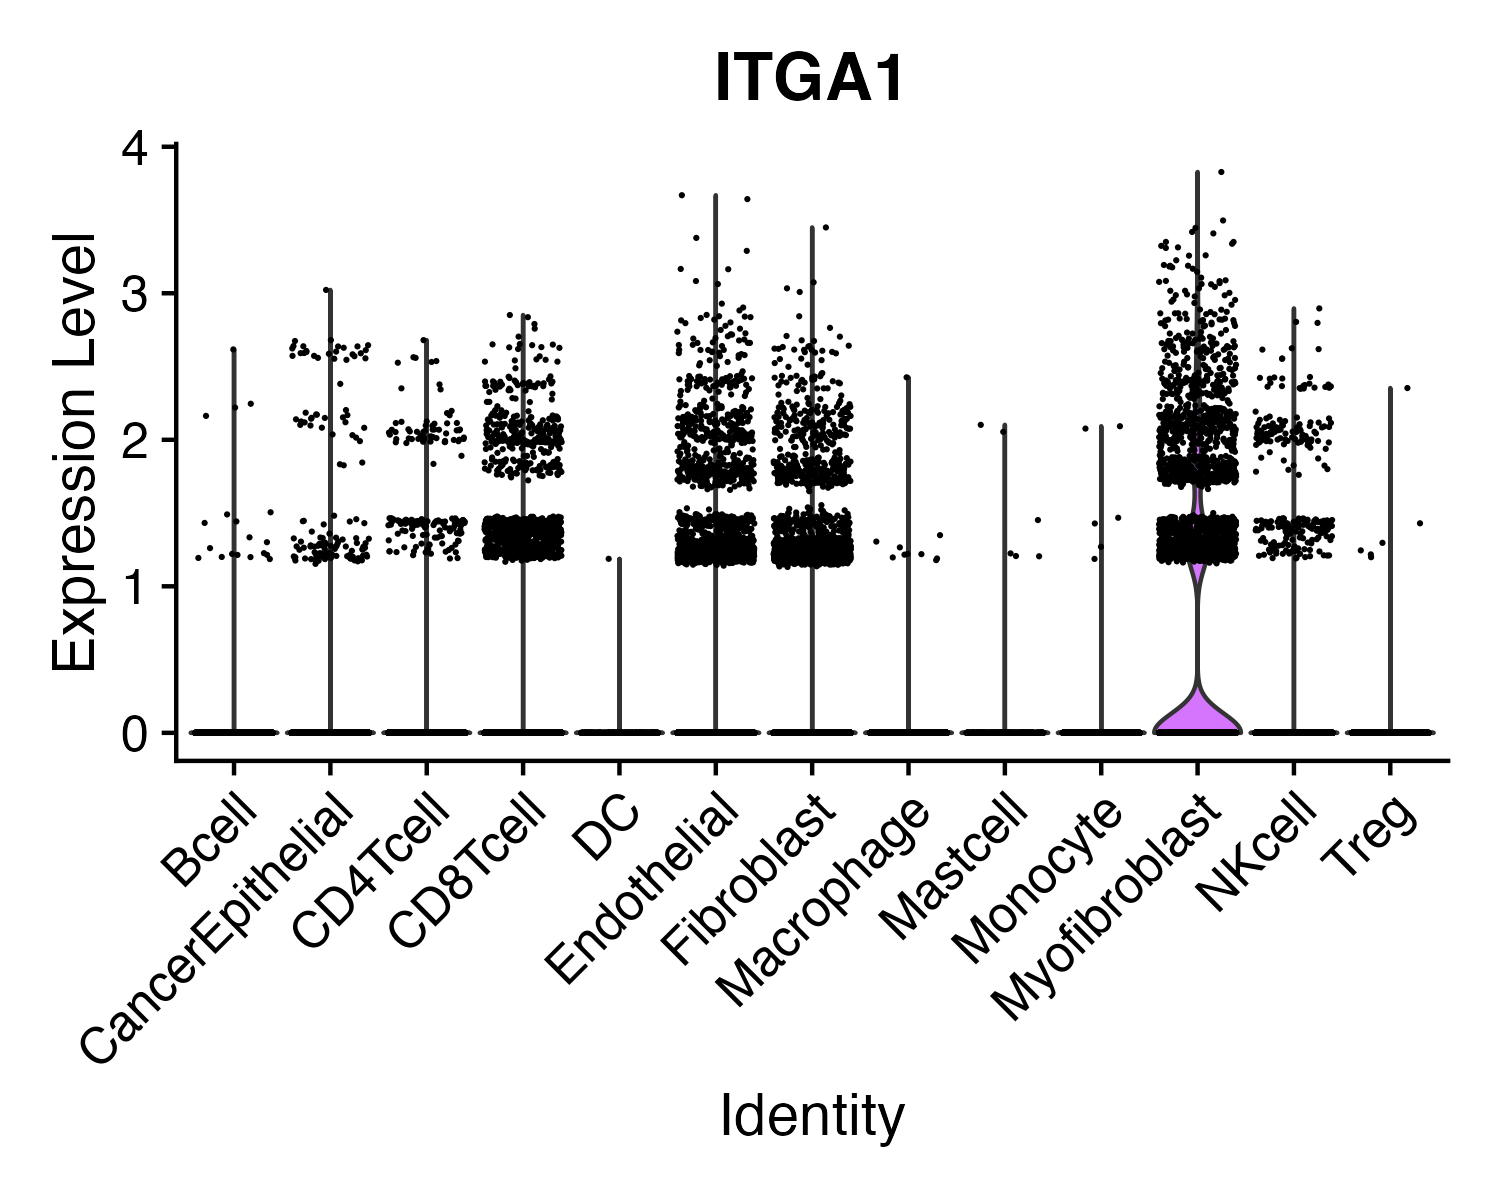 ITGA1
Expression Level
4
3
2
1
0
Bcell
CancerEpithelial
CD4Tcell
CD8Tcell
DC
Endothelial
Fibroblast
Macrophage
Mastcell
Monocyte
Myofibroblast
NKcell
Treg
Identity